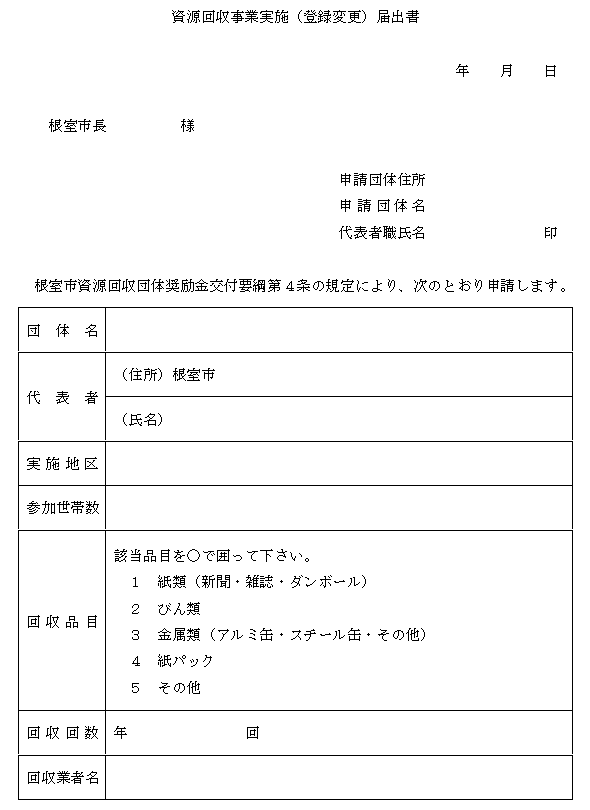 資源回収事業実施（登録変更）届出書
年　　月　　日
根室市長　　　　　様
申請団体住所
申請団体名
代表者職氏名　　　　　　　　印
根室市資源回収団体奨励金交付要綱第４条の規定により、次のとおり申請します。
団　体　名
代　表　者
（住所）根室市
（氏名）
実施地区
参加世帯数
回収品目
該当品目を○で囲って下さい。
１　紙類（新聞・雑誌・ダンボール）
２　びん類
３　金属類（アルミ缶・スチール缶・その他）
４　紙パック
５　その他
回収回数　年　　　　　　　　回
回収業者名